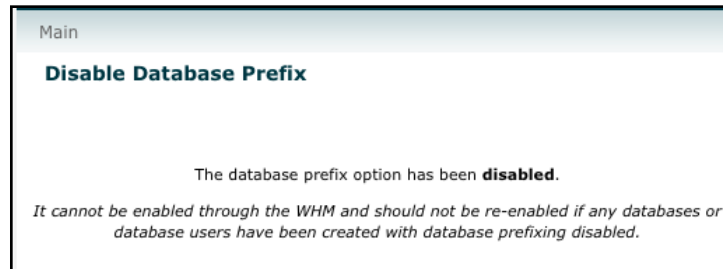 Main
Disable Database Prefix
The database prefix option has been disabled.
It cannot be enabled through the WHM and should not be re-enabled if any databases or
database users have been created with database prefixing disabled.